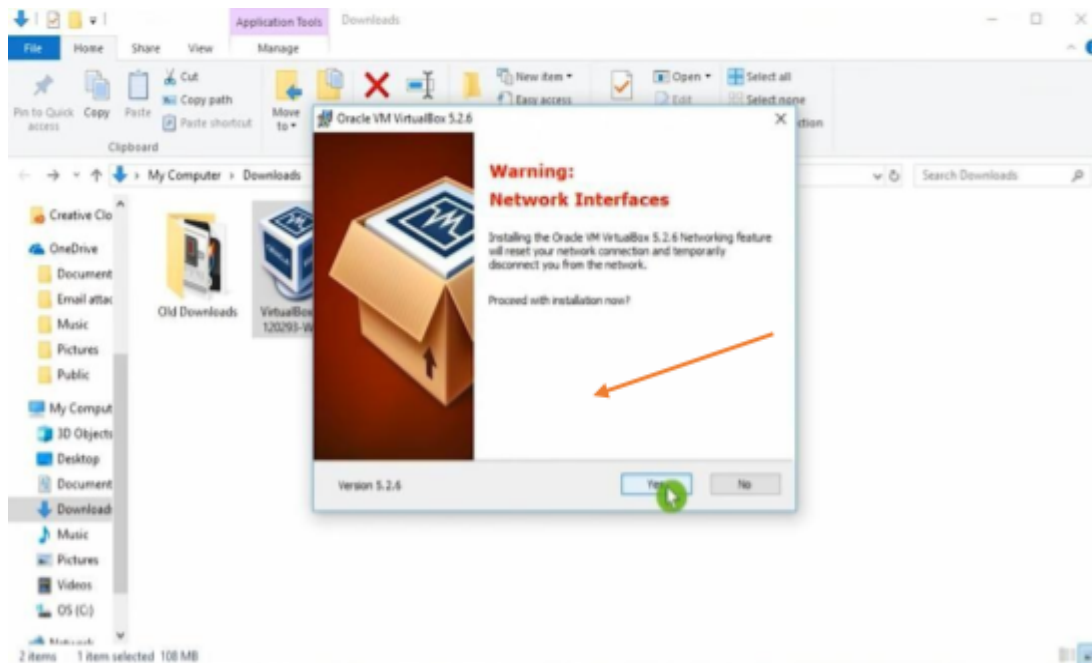 Application Tools Downloads
File Home Share View Manage
Cut
Copy path
Paste shortcut
Pin to Quick access
Copy
Paste
Move to
New item
Easy access
Open
Edit
Select all
Select none
Clipboard
My Computer Downloads
Search Downloads
Creative Clo
OneDrive
Document
Email attac
Music
Pictures
Public
My Comput
3D Objects
Desktop
Document
Download
Music
Pictures
Videos
OS (C:)
Network
Old Downloads
VirtualBox
120293-W
Oracle VM VirtualBox 5.2.6
Warning:
Network Interfaces
Installing the Oracle VM VirtualBox 5.2.6 Networking feature
will reset your network connection and temporarily
disconnect you from the network.
Proceed with installation now?
Version 5.2.6
Yes
No
2 items 1 item selected 108 MB